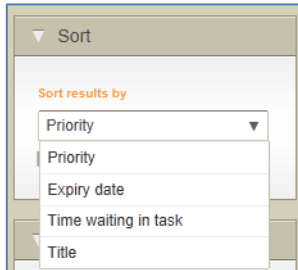 Sort
Sort results by
Priority
Priority
Expiry date
Time waiting in task
Title